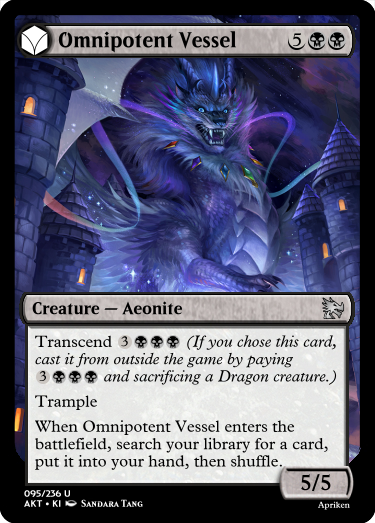 Omnipotent Vessel 5
Creature — Aeonite
Transcend 3 (If you chose this card,
cast it from outside the game by paying
3 and sacrificing a Dragon creature.)
Trample
When Omnipotent Vessel enters the
battlefield, search your library for a card,
put it into your hand, then shuffle.
5/5
095/236 U
AKT • KI Sandara Tang
Apriken